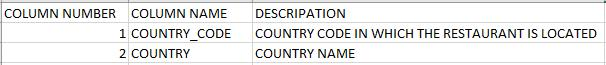 COLUMN NUMBER COLUMN NAME DESCRIPATION
1 COUNTRY_CODE COUNTRY CODE IN WHICH THE RESTAURANT IS LOCATED
2 COUNTRY COUNTRY NAME